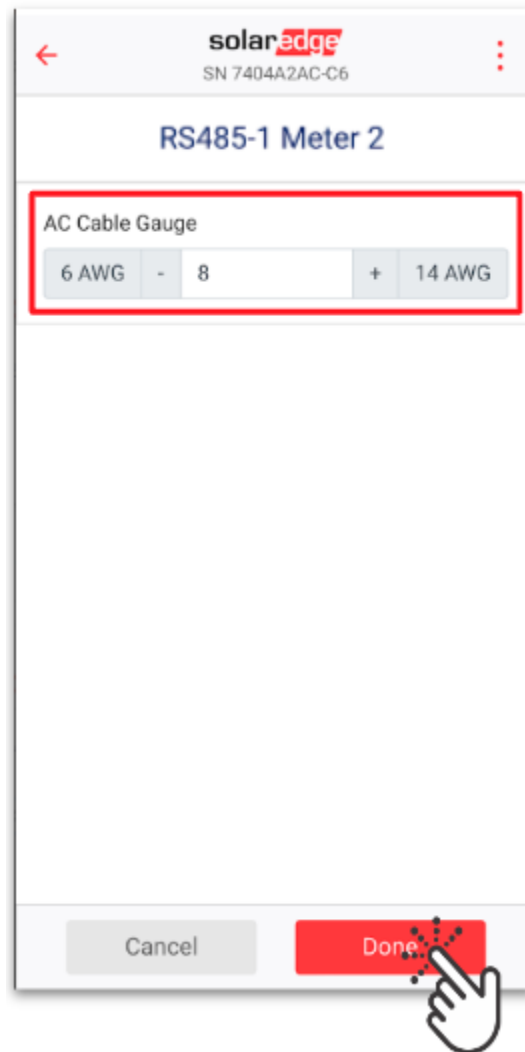 solaredge
SN 7404A2AC-C6
RS485-1 Meter 2
AC Cable Gauge
6 AWG - 8 + 14 AWG
Cancel Done